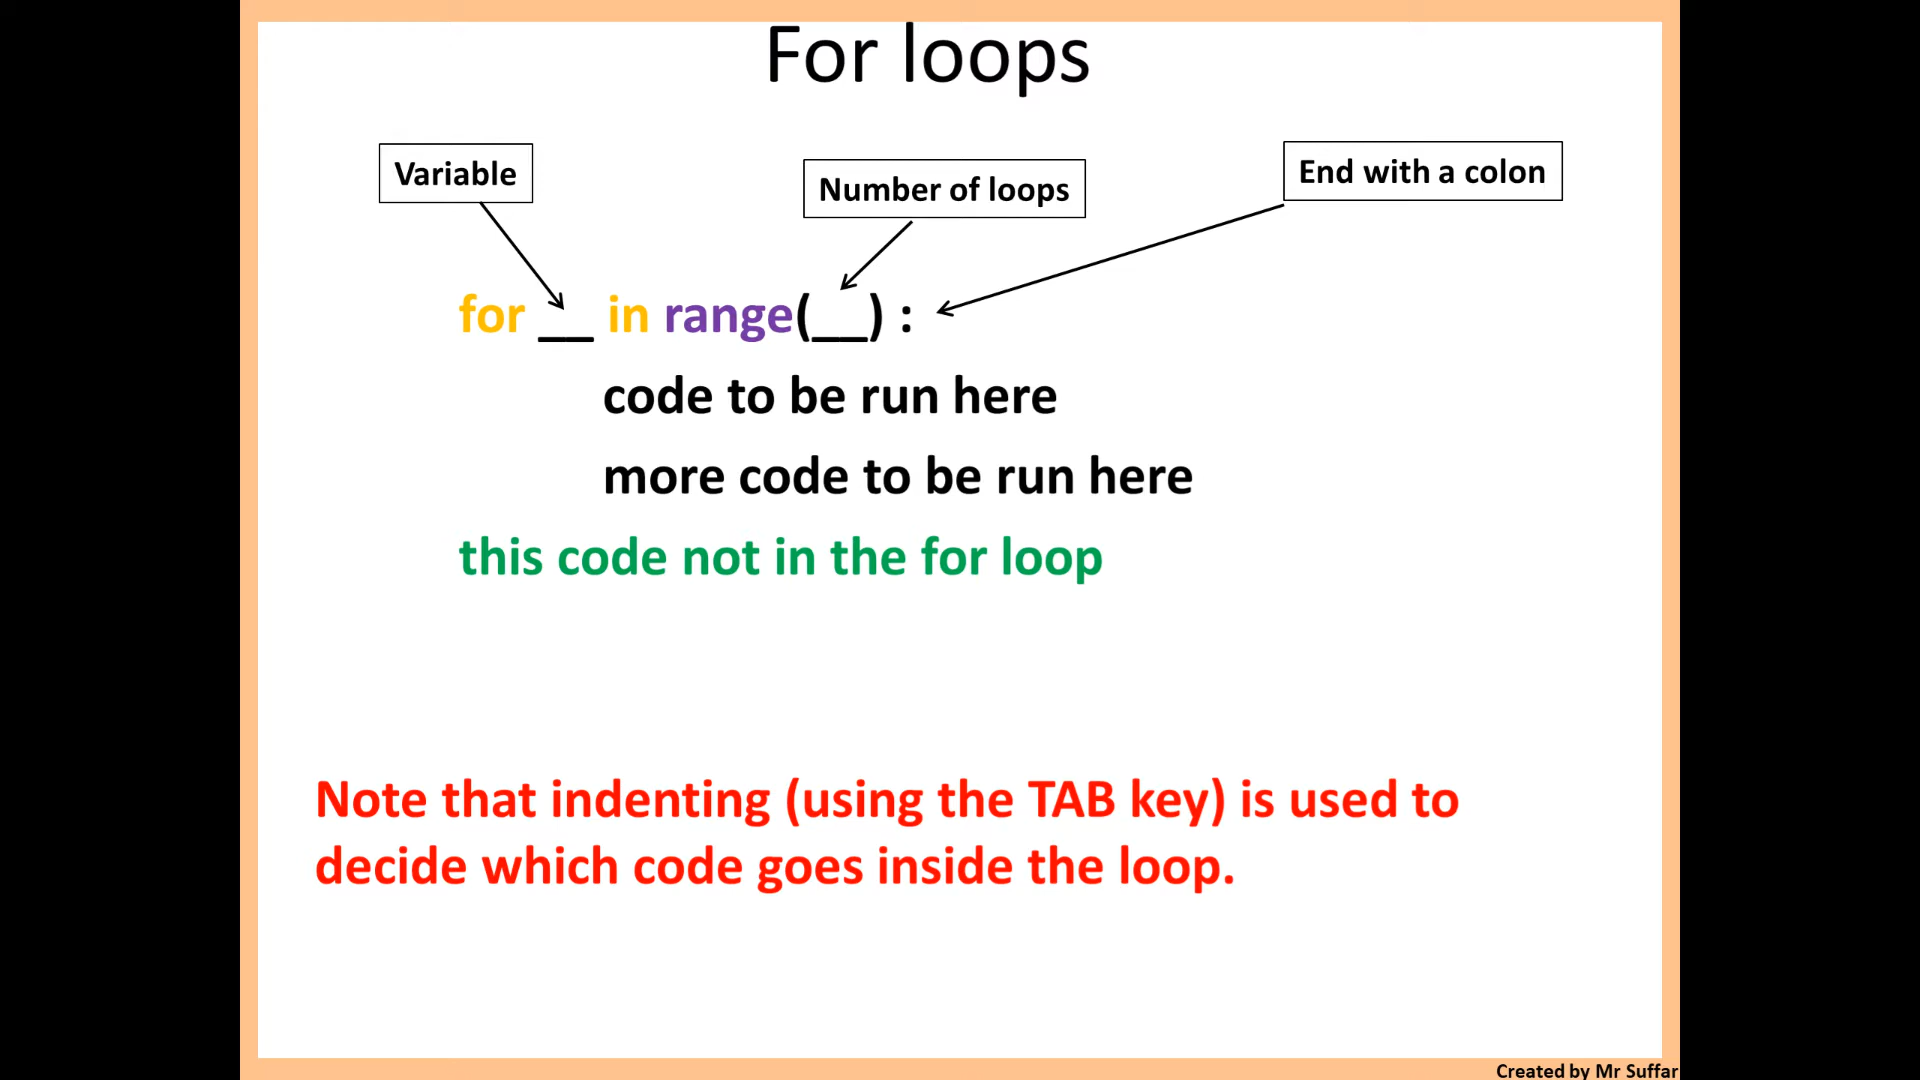 For loops
Variable
Number of loops
End with a colon
for __ in range(__) :
code to be run here
more code to be run here
this code not in the for loop
Note that indenting (using the TAB key) is used to
decide which code goes inside the loop.
Created by Mr Suffar